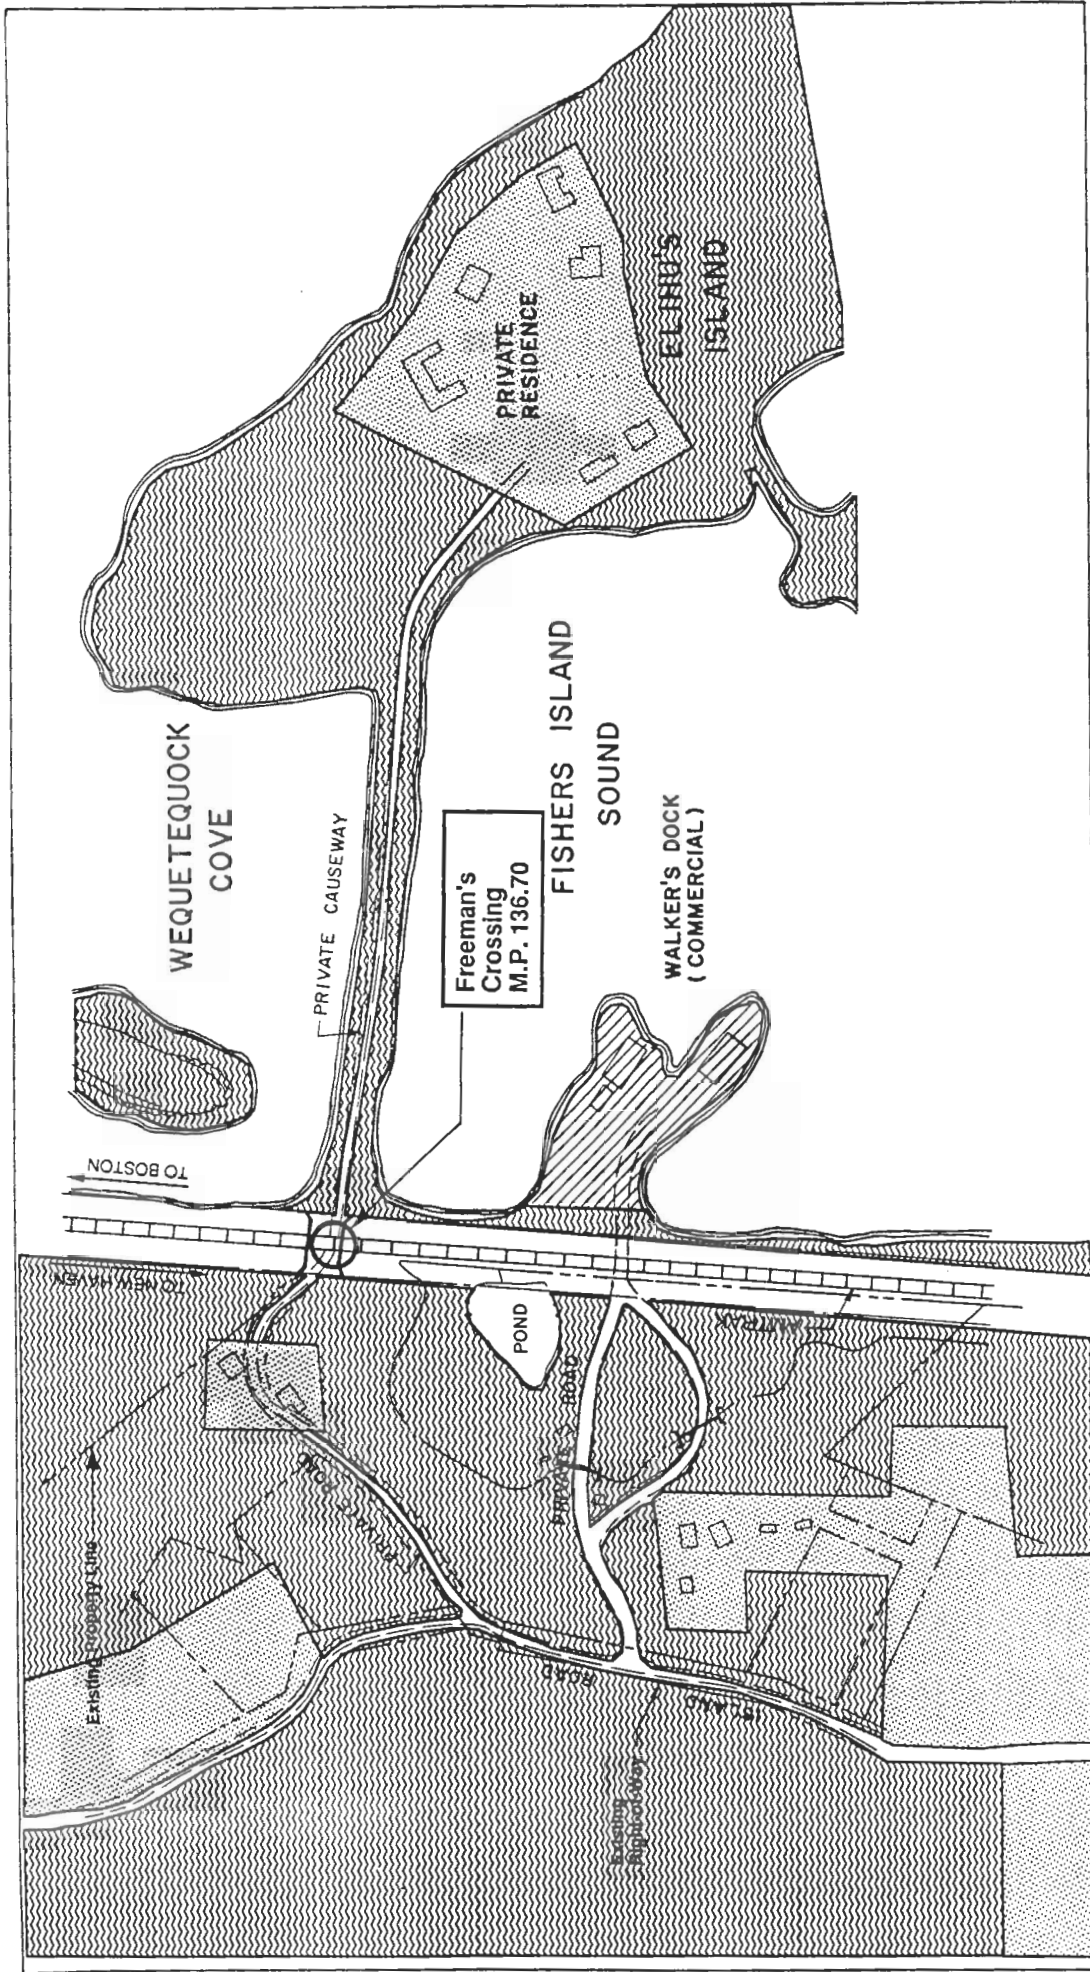 WEQUETEQUOCK
COVE
PRIVATE CAUSEWAY
Freeman's
Crossing
M.P. 136.70
FISHERS ISLAND
SOUND
WALKER'S DOCK
(COMMERCIAL)
PRIVATE
RESIDENCE
ELIHU'S
ISLAND
TO BOSTON
TO NEW HAVEN
AMTRAK
POND
PRIVATE ROAD
PRIVATE ROAD
Existing Property Line
ISLAND ROAD
Existing
Right-of-Way